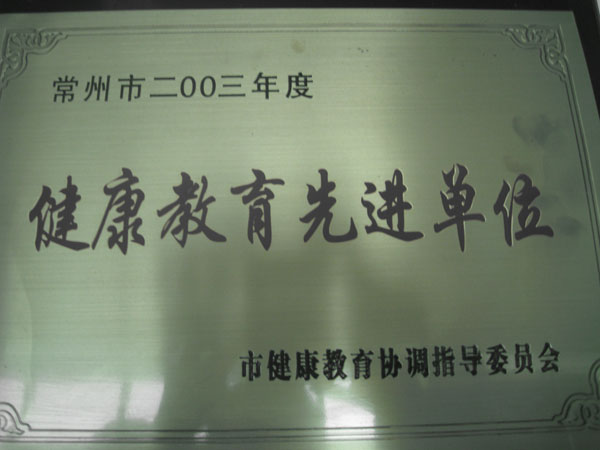 常州市二00三年度
健康教育先进单位
市健康教育协调指导委员会